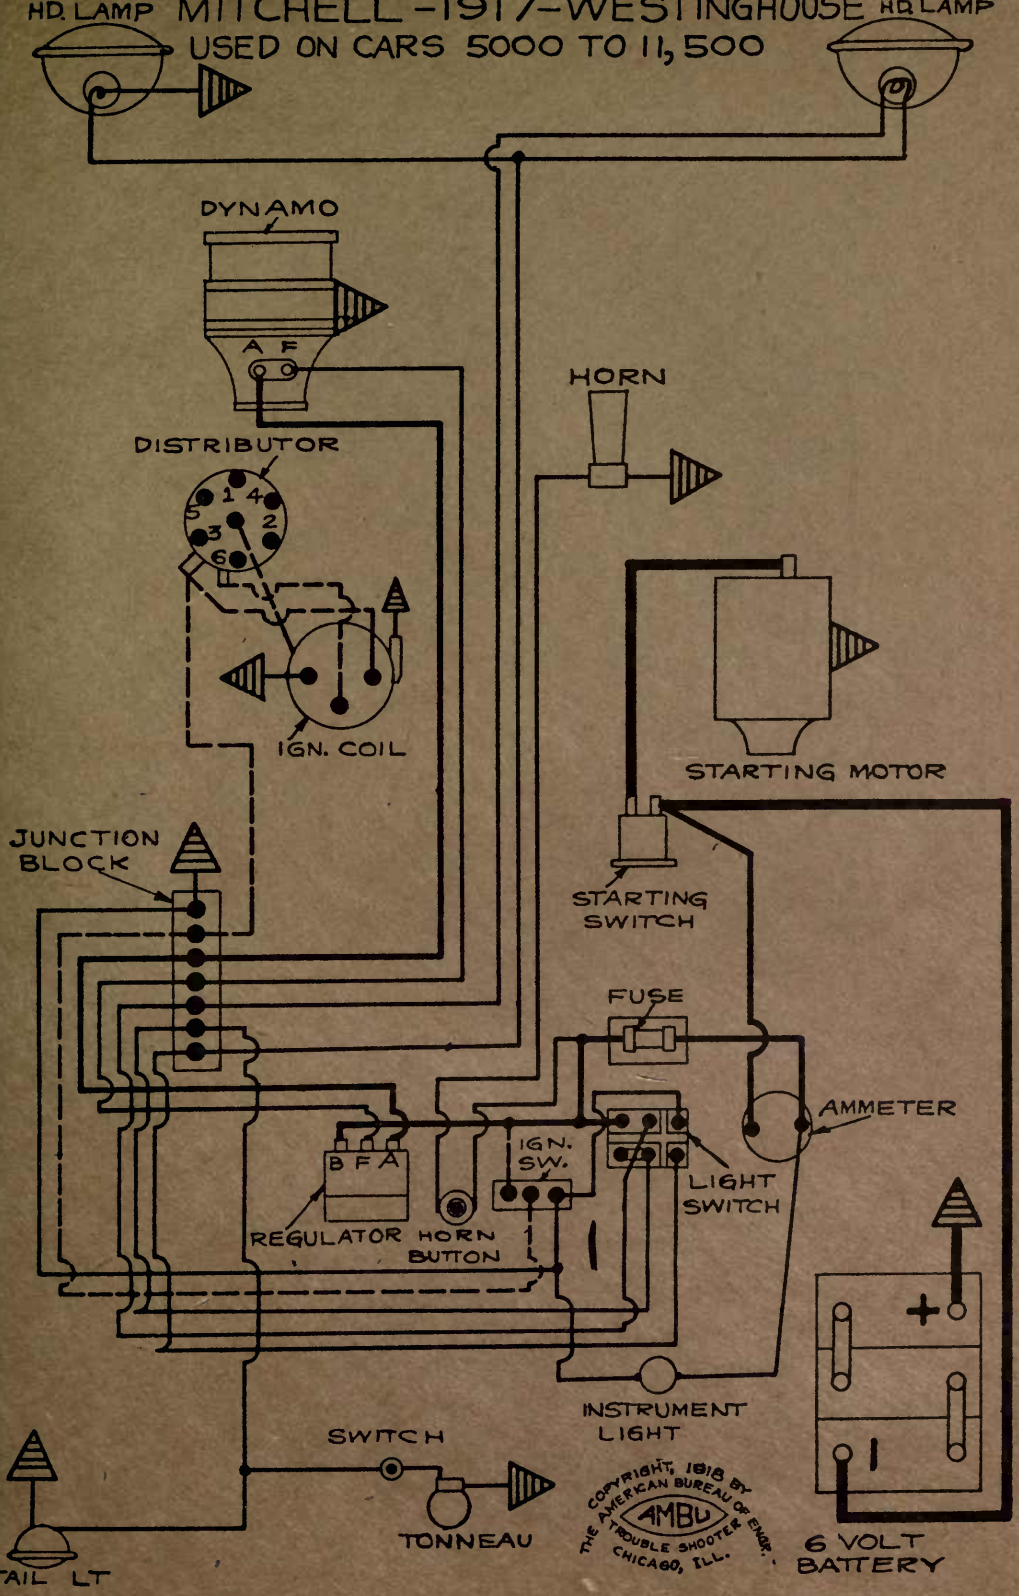 HD. LAMP MITCHELL-1917-WESTINGHOUSE HD. LAMP
USED ON CARS 5000 TO 11,500
DYNAMO
A F
HORN
DISTRIBUTOR
1
5 4
3 2
6
IGN. COIL
STARTING MOTOR
JUNCTION
BLOCK
STARTING
SWITCH
FUSE
AMMETER
IGN.
SW.
B F A
LIGHT
SWITCH
REGULATOR
HORN
BUTTON
+
INSTRUMENT
LIGHT
SWITCH
TONNEAU
COPYRIGHT, 1918 BY
THE AMERICAN BUREAU OF ENGR.
AMBU
TROUBLE SHOOTER
CHICAGO, ILL.
6 VOLT
BATTERY
TAIL LT